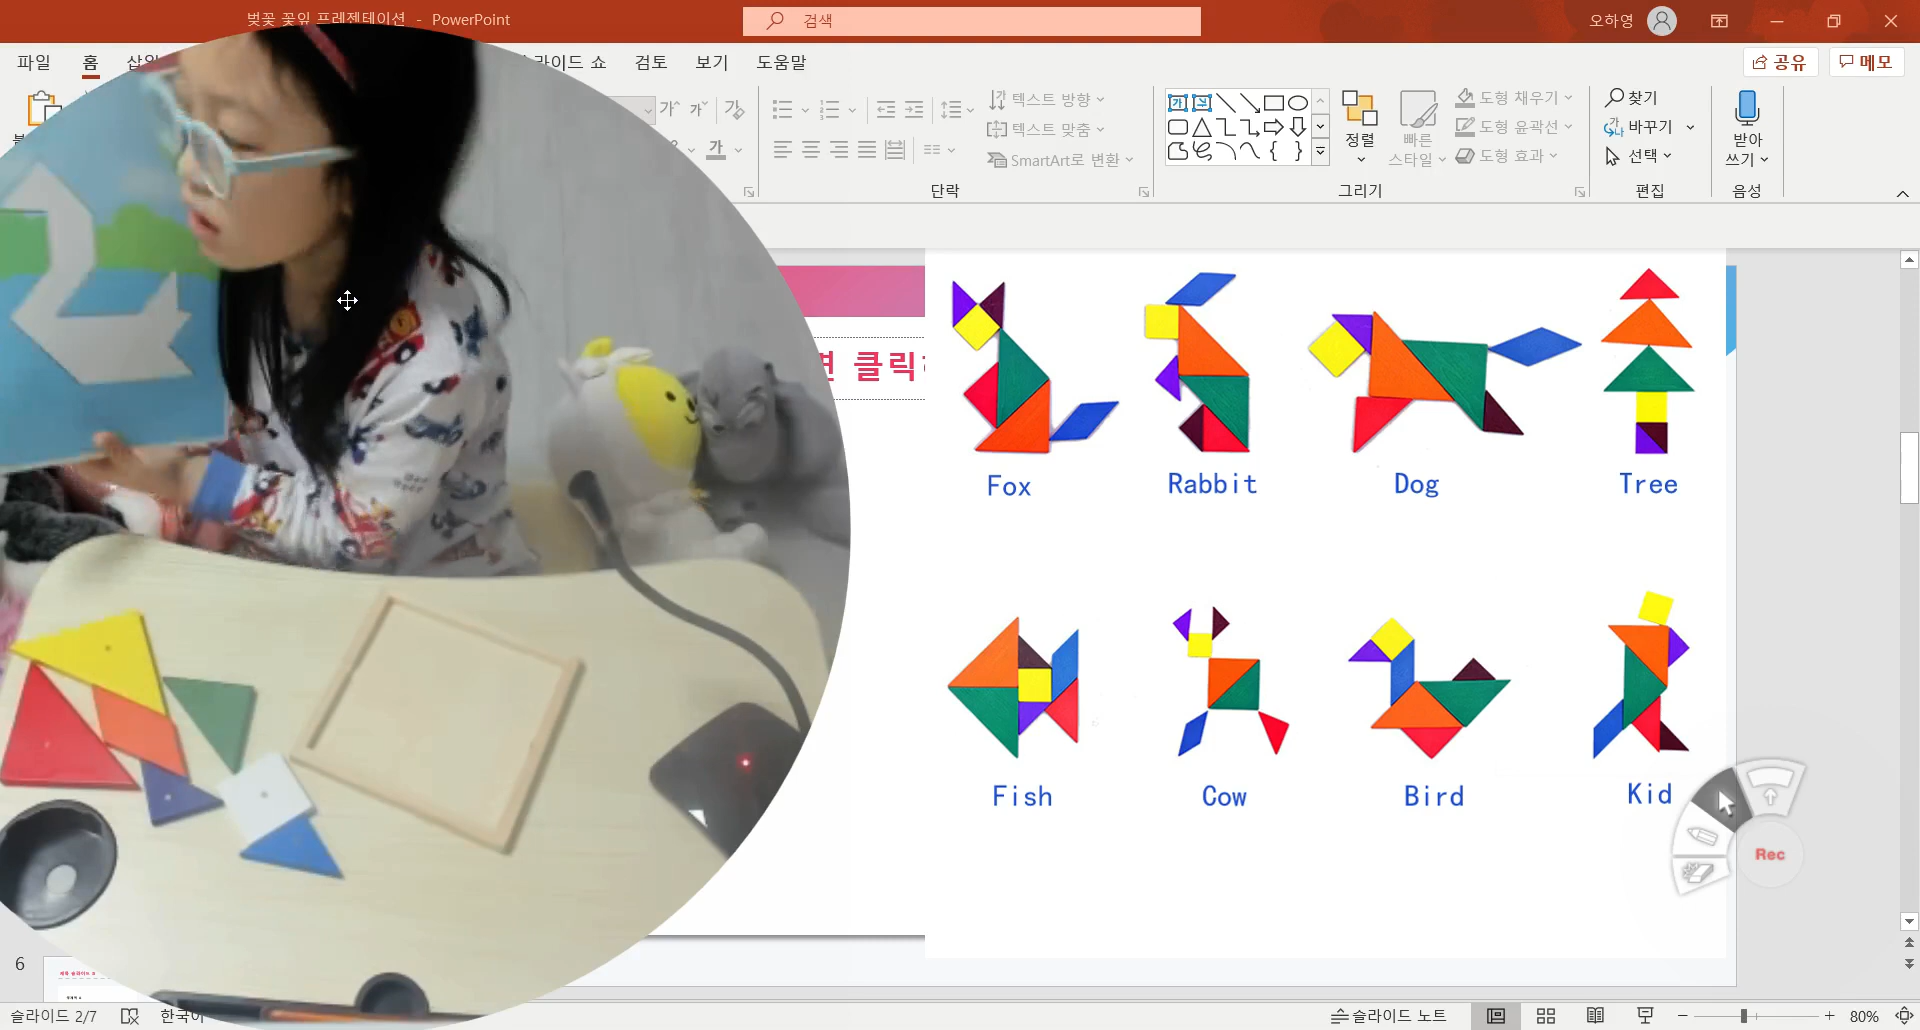 벚꽃 꽃잎 프레젠테이션 - PowerPoint
검색
오하영
파일
홈
라이드 쇼
검토
보기
도움말
공유
메모
텍스트 방향
텍스트 맞춤
SmartArt로 변환
단락
정렬
빠른
스타일
도형 채우기
도형 윤곽선
도형 효과
그리기
찾기
바꾸기
선택
편집
받아
쓰기
음성
클릭
Fox
Rabbit
Dog
Tree
Fish
Cow
Bird
Kid
Rec
6
슬라이드 2/7
한국어
슬라이드 노트
80%